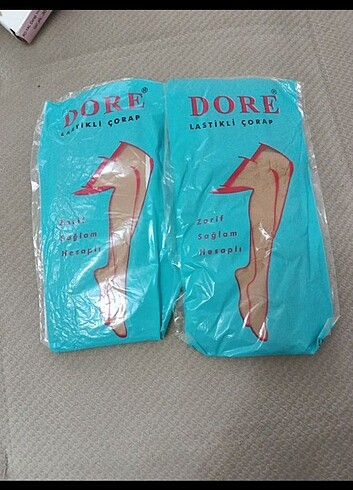 DORE®
LASTİKLİ ÇORAP
Zarif
Sağlam
Hesaplı
DORE®
LASTİKLİ ÇORAP
Zarif
Sağlam
Hesaplı